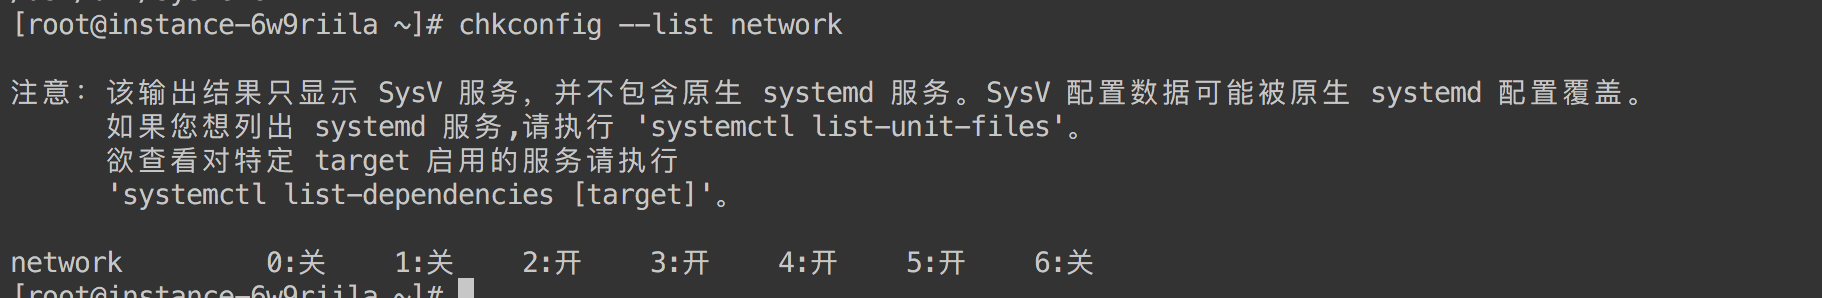 [root@instance-6w9riila ~]# chkconfig --list network
注意：该输出结果只显示 SysV 服务，并不包含原生 systemd 服务。SysV 配置数据可能被原生 systemd 配置覆盖。
如果您想列出 systemd 服务,请执行 'systemctl list-unit-files'。
欲查看对特定 target 启用的服务请执行
'systemctl list-dependencies [target]'。
network 0:关 1:关 2:开 3:开 4:开 5:开 6:关
[root@instance-6w9riila ~]#